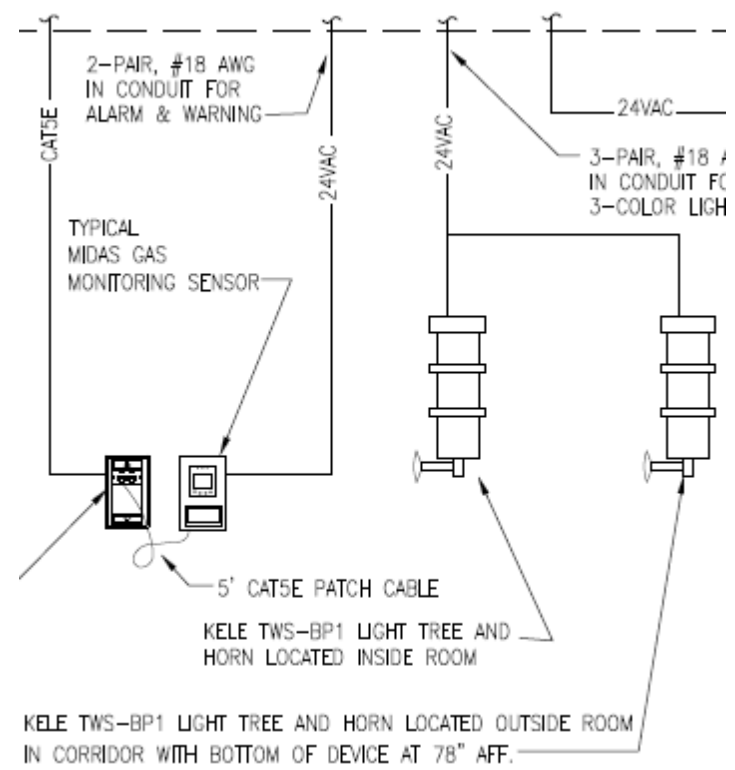 2-PAIR, #18 AWG
IN CONDUIT FOR
ALARM & WARNING
CAT5E
24VAC
24VAC
24VAC
3-PAIR, #18
IN CONDUIT
3-COLOR
TYPICAL
MIDAS GAS
MONITORING SENSOR
5' CAT5E PATCH CABLE
KELE TWS-BP1 LIGHT TREE AND
HORN LOCATED INSIDE ROOM
KELE TWS-BP1 LIGHT TREE AND HORN LOCATED OUTSIDE ROOM
IN CORRIDOR WITH BOTTOM OF DEVICE AT 78" AFF.